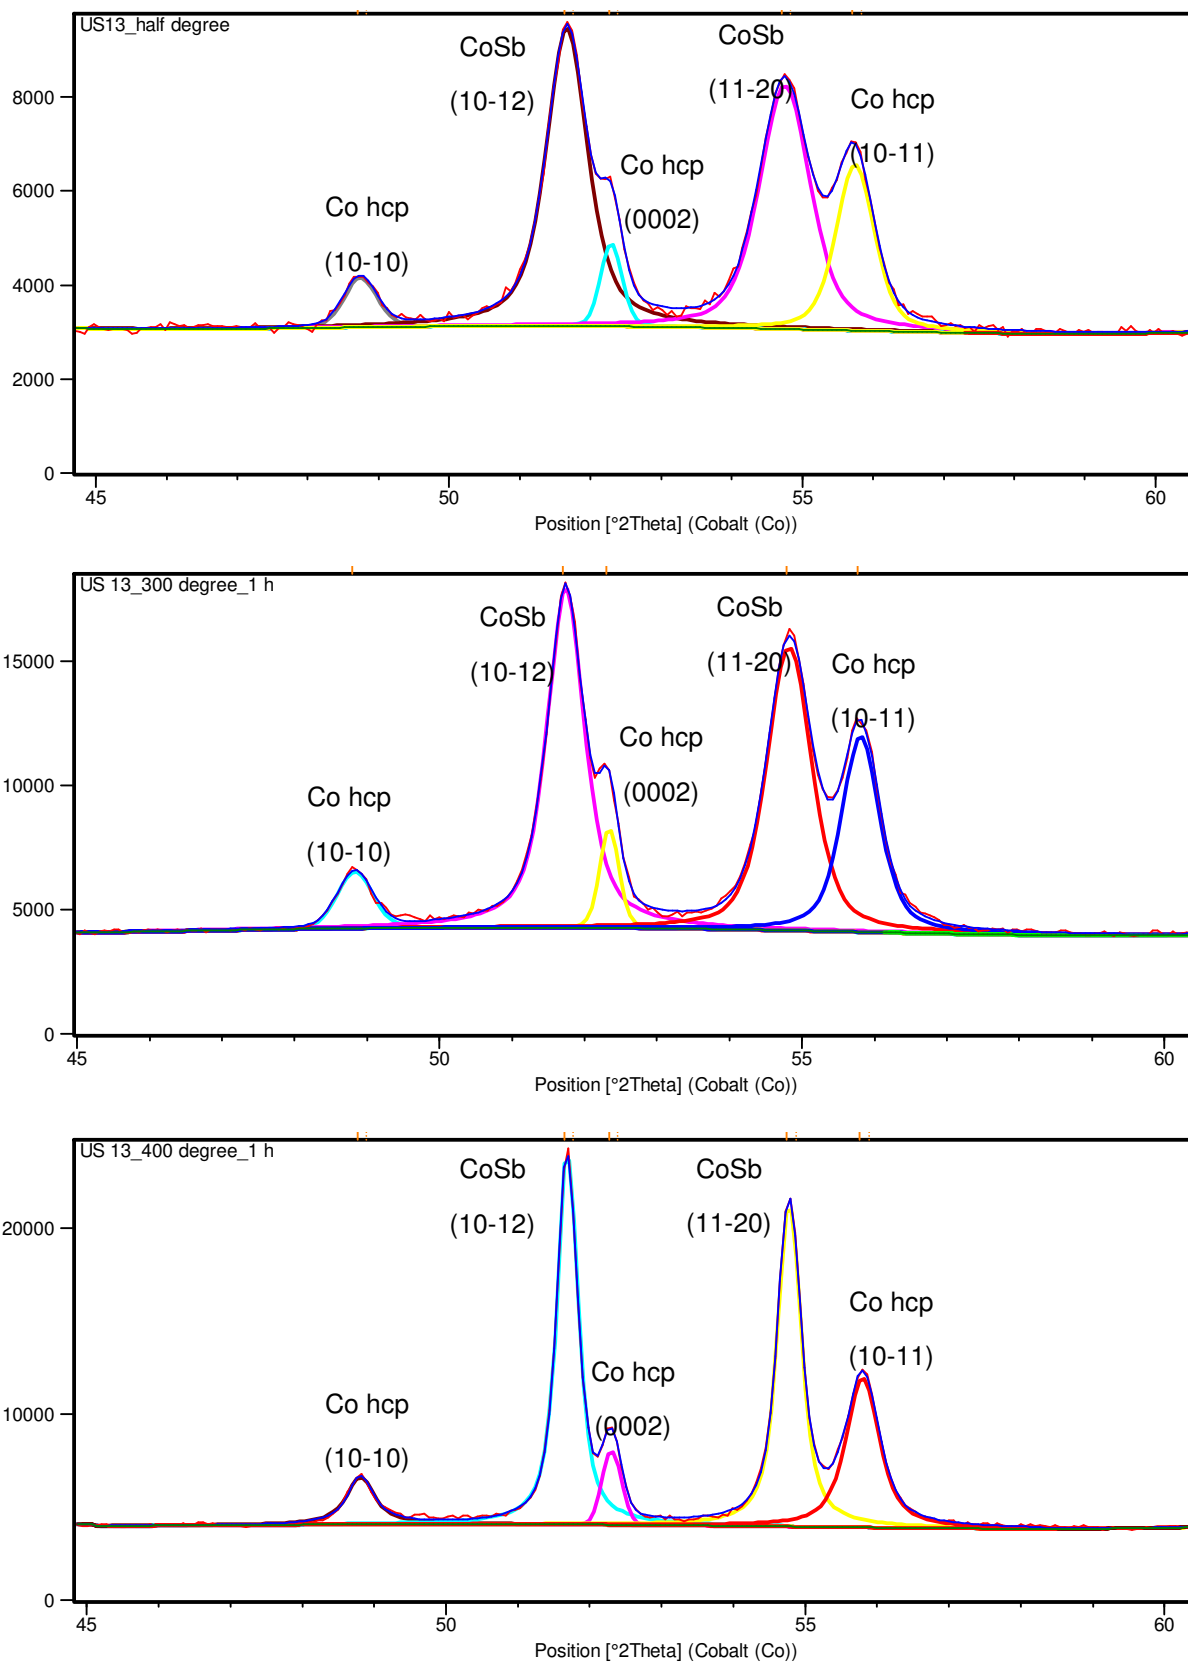 US13_half degree
CoSb
(10-12)
CoSb
(11-20)
Co hcp
(10-11)
Co hcp
(0002)
Co hcp
(10-10)
8000
6000
4000
2000
0
45
50
55
60
Position [°2Theta] (Cobalt (Co))
US 13_300 degree_1 h
CoSb
(10-12)
CoSb
(11-20)
Co hcp
(10-11)
Co hcp
(0002)
Co hcp
(10-10)
15000
10000
5000
0
45
50
55
60
Position [°2Theta] (Cobalt (Co))
US 13_400 degree_1 h
CoSb
(10-12)
CoSb
(11-20)
Co hcp
(10-11)
Co hcp
(0002)
Co hcp
(10-10)
20000
10000
0
45
50
55
60
Position [°2Theta] (Cobalt (Co))